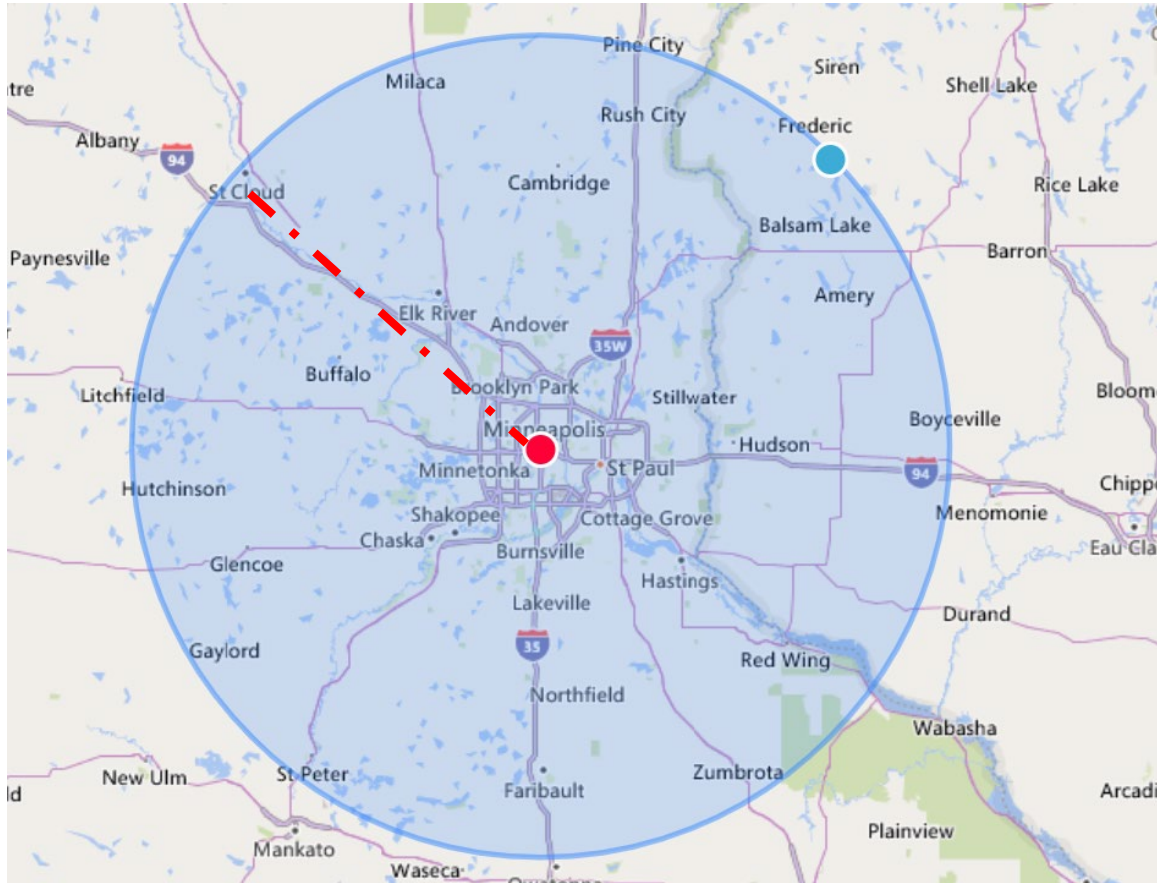 Pine City
Siren
Milaca
Shell Lake
tre
Rush City
Frederic
Albany
94
St Cloud
Cambridge
Rice Lake
Balsam Lake
Paynesville
Barron
Amery
Elk River
Andover
35W
Buffalo
Brooklyn Park
Litchfield
Stillwater
Bloom
Boyceville
Minneapolis
Hudson
Minnetonka
St Paul
94
Hutchinson
Chipp
Menomonie
Shakopee
Cottage Grove
Chaska
Burnsville
Eau Cla
Glencoe
Hastings
Lakeville
Durand
35
Gaylord
Red Wing
Northfield
Wabasha
New Ulm
St Peter
Zumbrota
Faribault
ld
Arcadi
Plainview
Mankato
Waseca